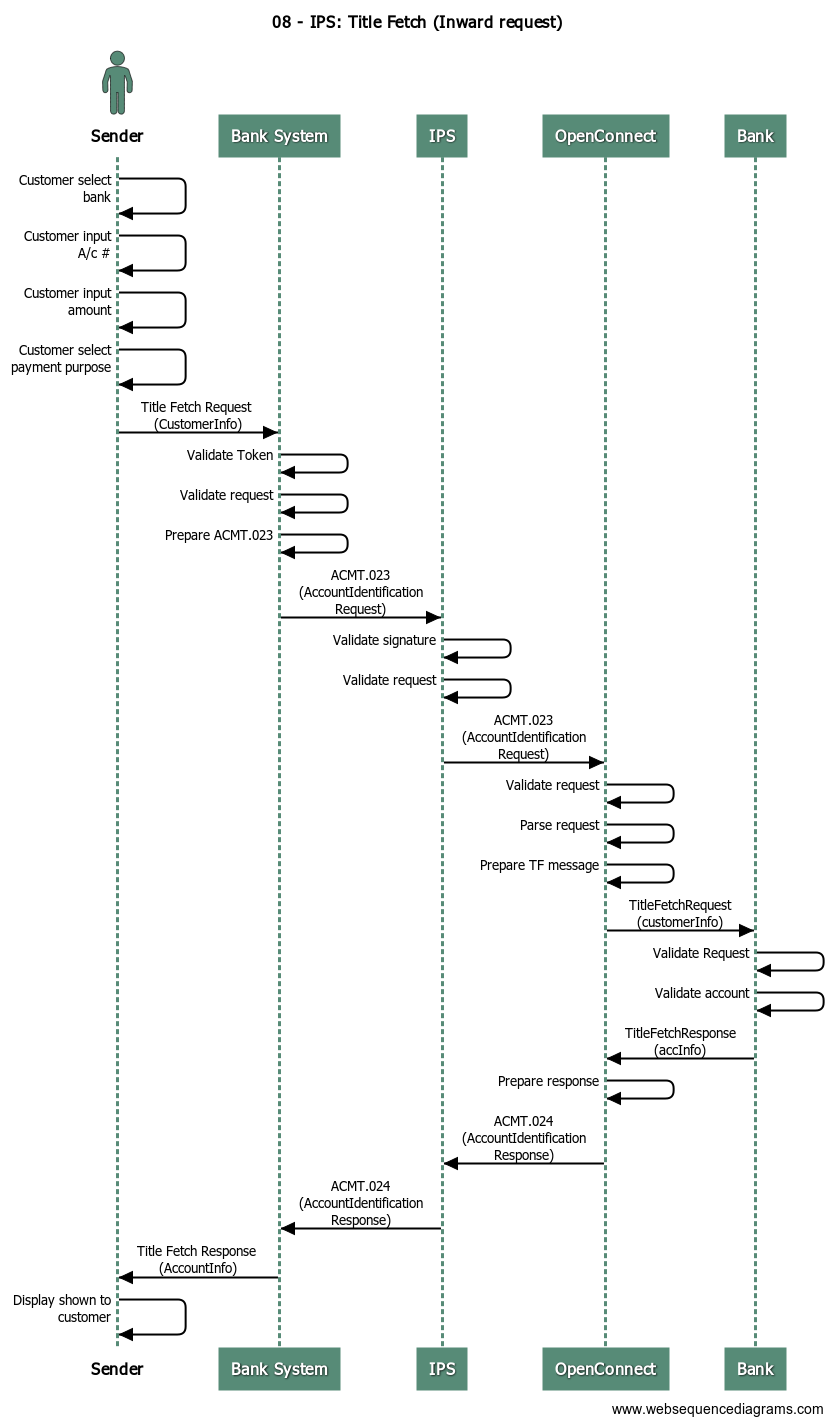 08 - IPS: Title Fetch (Inward request)
Sender
Bank System
IPS
OpenConnect
Bank
Customer select
bank
Customer input
A/c #
Customer input
amount
Customer select
payment purpose
Title Fetch Request
(CustomerInfo)
Validate Token
Validate request
Prepare ACMT.023
ACMT.023
(AccountIdentification
Request)
Validate signature
Validate request
ACMT.023
(AccountIdentification
Request)
Validate request
Parse request
Prepare TF message
TitleFetchRequest
(customerInfo)
Validate Request
Validate account
TitleFetchResponse
(accInfo)
Prepare response
ACMT.024
(AccountIdentification
Response)
ACMT.024
(AccountIdentification
Response)
Title Fetch Response
(AccountInfo)
Display shown to
customer
Sender
Bank System
IPS
OpenConnect
Bank
www.websequencediagrams.com